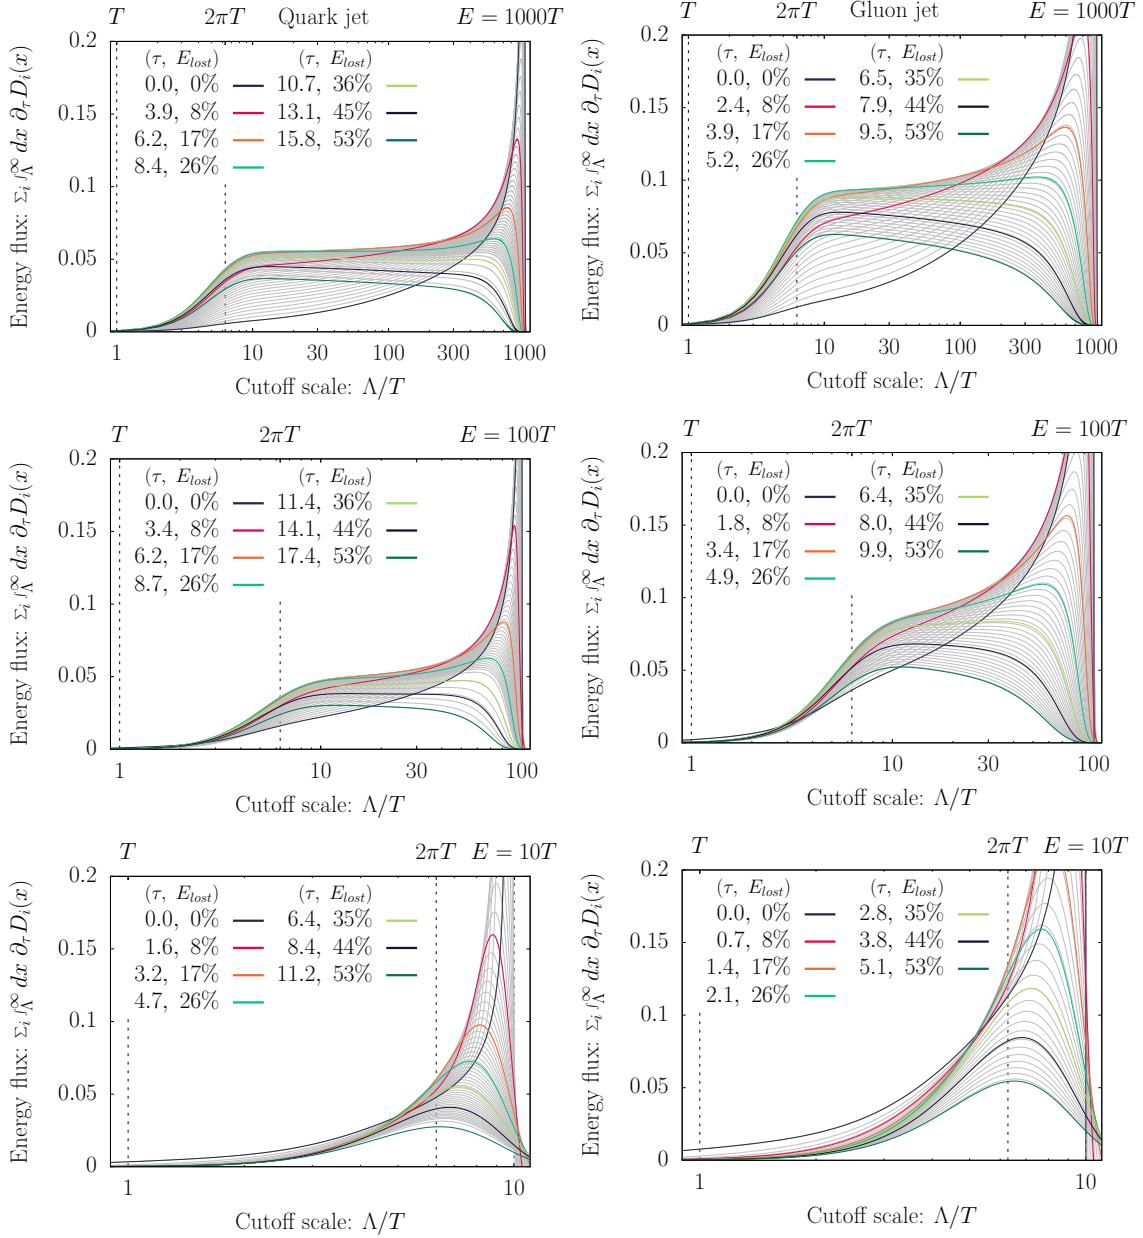 T 2πT Quark jet E = 1000T
Energy flux: Σ_i ∫_Λ^∞ dx ∂_τ D_i(x)
0.2
0.15
0.1
0.05
0
(τ, E_lost) (τ, E_lost)
0.0, 0% 10.7, 36%
3.9, 8% 13.1, 45%
6.2, 17% 15.8, 53%
8.4, 26%
1 10 30 100 300 1000
Cutoff scale: Λ/T
T 2πT Gluon jet E = 1000T
Energy flux: Σ_i ∫_Λ^∞ dx ∂_τ D_i(x)
0.2
0.15
0.1
0.05
0
(τ, E_lost) (τ, E_lost)
0.0, 0% 6.5, 35%
2.4, 8% 7.9, 44%
3.9, 17% 9.5, 53%
5.2, 26%
1 10 30 100 300 1000
Cutoff scale: Λ/T
T 2πT E = 100T
Energy flux: Σ_i ∫_Λ^∞ dx ∂_τ D_i(x)
0.2
0.15
0.1
0.05
0
(τ, E_lost) (τ, E_lost)
0.0, 0% 11.4, 36%
3.4, 8% 14.1, 44%
6.2, 17% 17.4, 53%
8.7, 26%
1 10 30 100
Cutoff scale: Λ/T
T 2πT E = 100T
Energy flux: Σ_i ∫_Λ^∞ dx ∂_τ D_i(x)
0.2
0.15
0.1
0.05
0
(τ, E_lost) (τ, E_lost)
0.0, 0% 6.4, 35%
1.8, 8% 8.0, 44%
3.4, 17% 9.9, 53%
4.9, 26%
1 10 30 100
Cutoff scale: Λ/T
T 2πT E = 10T
Energy flux: Σ_i ∫_Λ^∞ dx ∂_τ D_i(x)
0.2
0.15
0.1
0.05
0
(τ, E_lost) (τ, E_lost)
0.0, 0% 6.4, 35%
1.6, 8% 8.4, 44%
3.2, 17% 11.2, 53%
4.7, 26%
1 10
Cutoff scale: Λ/T
T 2πT E = 10T
Energy flux: Σ_i ∫_Λ^∞ dx ∂_τ D_i(x)
0.2
0.15
0.1
0.05
0
(τ, E_lost) (τ, E_lost)
0.0, 0% 2.8, 35%
0.7, 8% 3.8, 44%
1.4, 17% 5.1, 53%
2.1, 26%
1 10
Cutoff scale: Λ/T